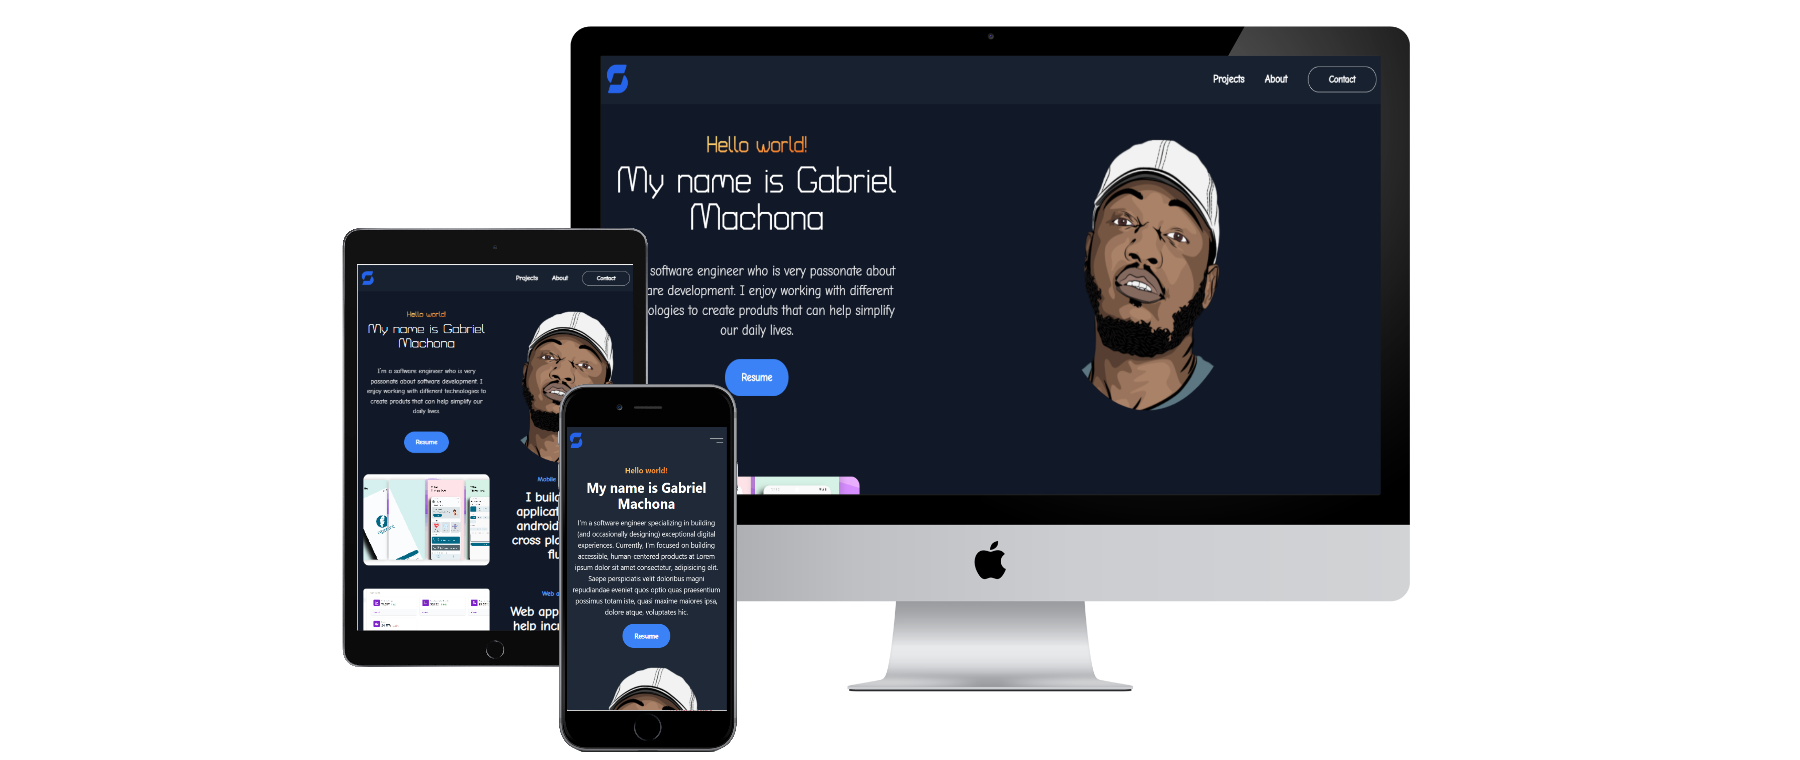 Projects
About
Contact
Hello world!
My name is Gabriel
Machona
software engineer who is very passonate about
are development. I enjoy working with different
ologies to create produts that can help simplify
our daily lives.
Resume
Projects
About
Contact
Hello world!
My name is Gabriel
Machona
I'm a software engineer who is very
passonate about software development. I
enjoy working with different technologies to
create produts that can help simplify our
daily lives
Resume
Mobile
I build
applicat
android
cross pla
flu
Web a
Web app
help incr
Hello world!
My name is Gabriel
Machona
I'm a software engineer specializing in building
(and occasionally designing) exceptional digital
experiences. Currently, I'm focused on building
accessible, human-centered products at Lorem
ipsum dolor sit amet consectetur, adipisicing elit.
Saepe perspiciatis velit doloribus magni
repudiandae eveniet quos optio quas praesentium
possimus totam iste, quasi maxime maiores ipsa,
dolore atque, voluptates hic.
Resume